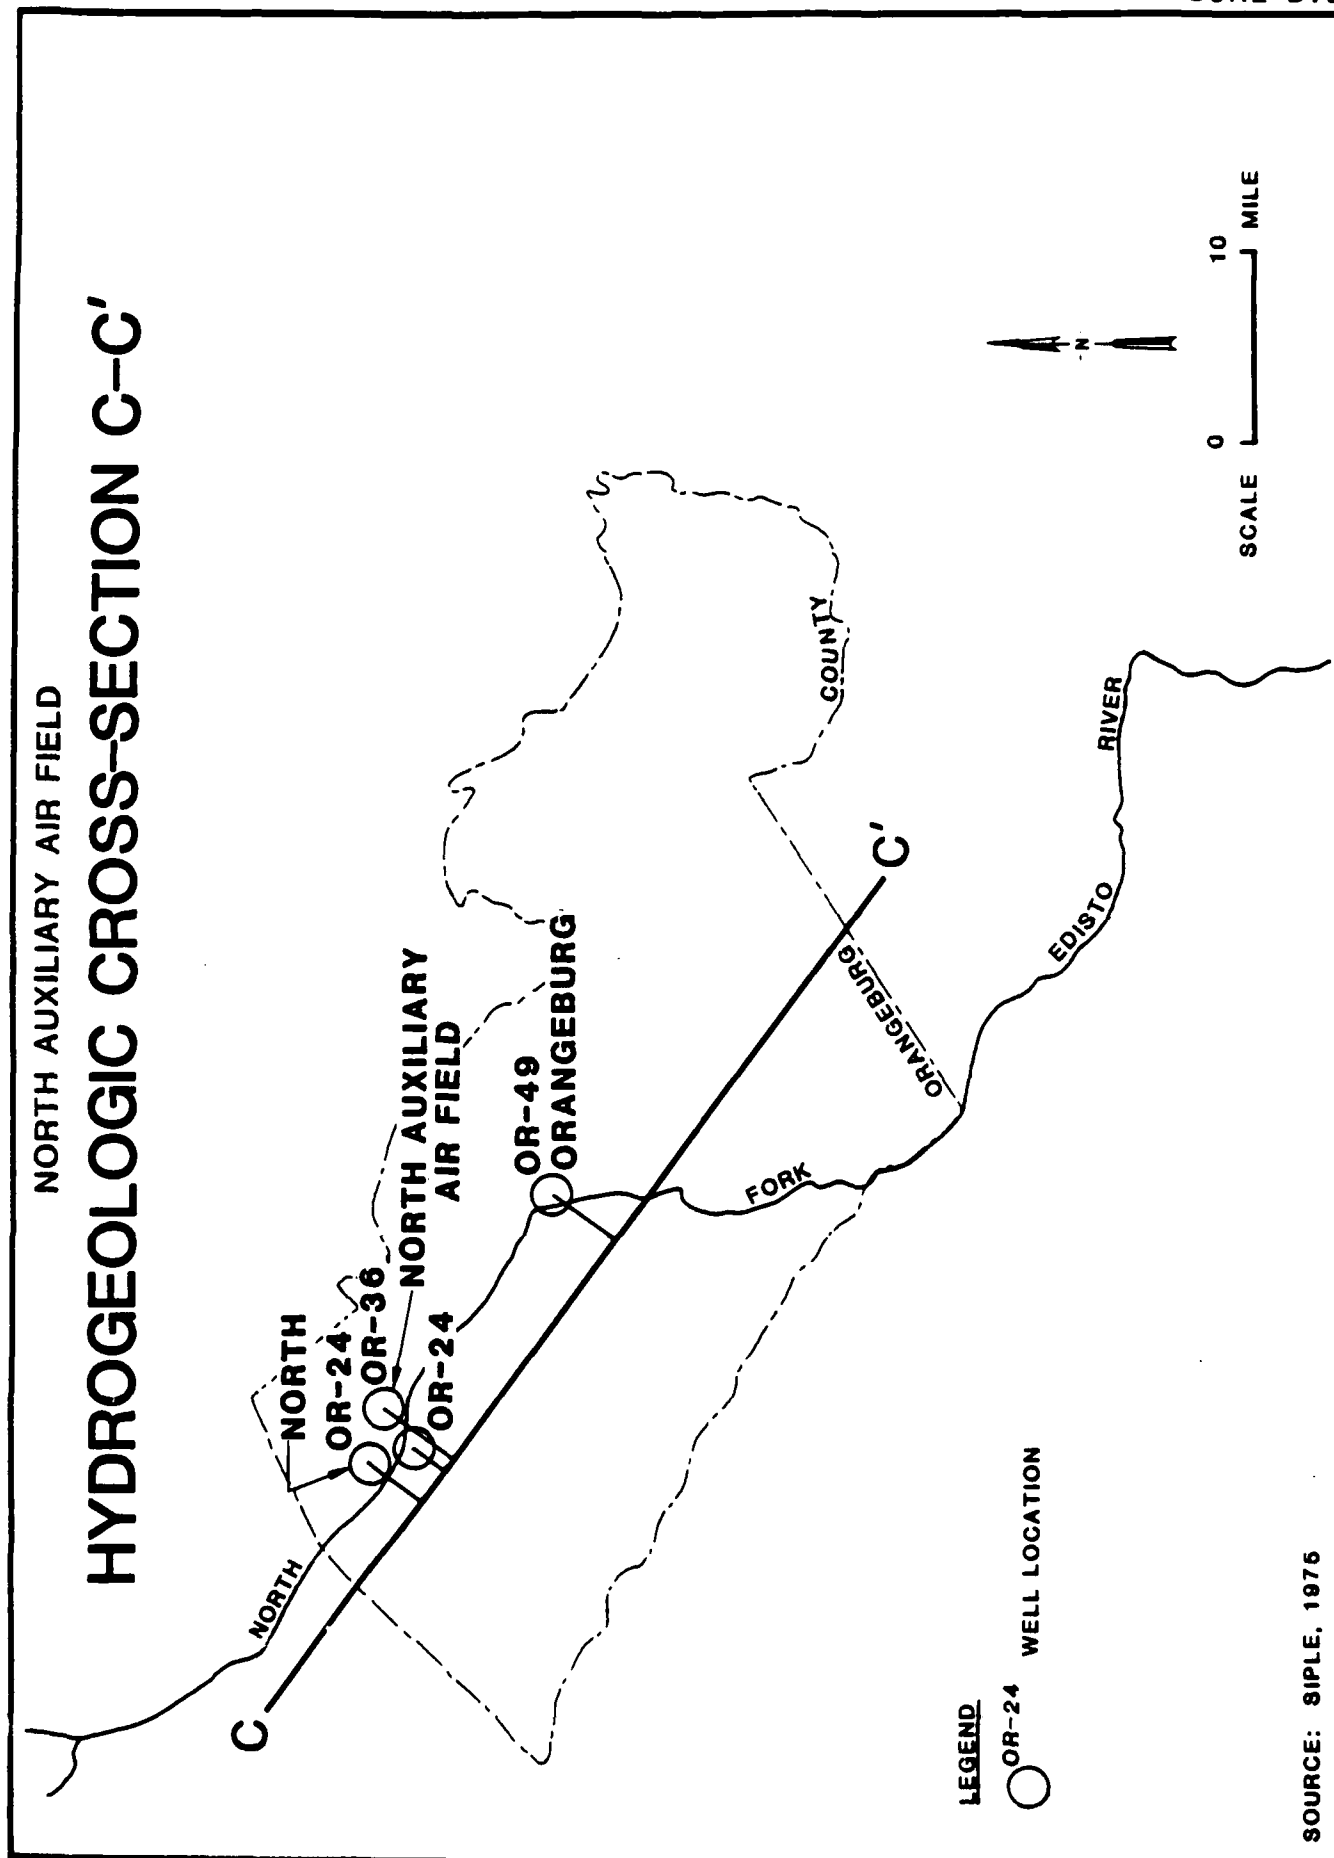 NORTH AUXILIARY AIR FIELD
HYDROGEOLOGIC CROSS-SECTION C-C'
C
NORTH
NORTH
OR-24
OR-36
NORTH AUXILIARY
AIR FIELD
OR-24
OR-49
ORANGEBURG
FORK
ORANGEBURG
COUNTY
C'
EDISTO
RIVER
N
SCALE
0
10
MILE
LEGEND
OR-24
WELL LOCATION
SOURCE: SIPLE, 1975